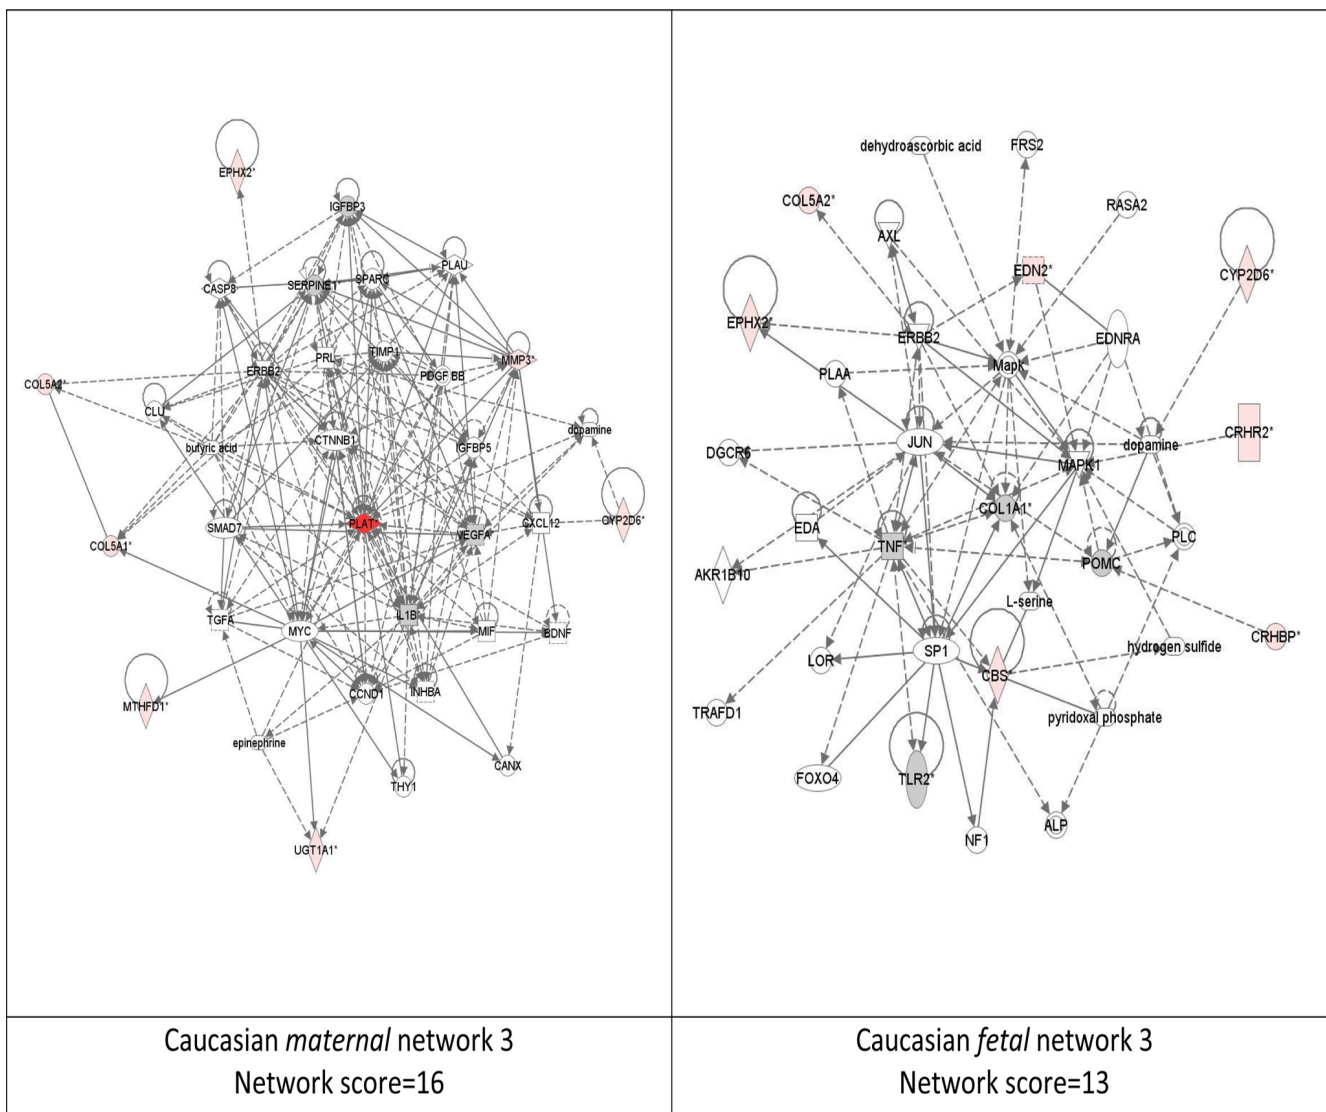 EPHX2*
IGFBP3
CASP8
SERPINE1*
SPARC
PLAU
ERBB2
PRL
TIMP1
PDGF BB
MMP3*
COL5A2*
CLU
butyric acid
CTNNB1
IGFBP5
dopamine
COL5A1*
SMAD7
PLAT*
VEGFA
CXCL12
CYP2D6*
TGFA
MYC
IL1B
MIF
BDNF
MTHFD1*
CCND1
INHBA
epinephrine
THY1
CANX
UGT1A1*
Caucasian maternal network 3
Network score=16
dehydroascorbic acid
FRS2
COL5A2*
RASA2
AXL
EDN2*
CYP2D6*
EPHX2*
ERBB2
EDNRA
PLAA
Mapk
CRHR2*
DGCR6
JUN
MAPK1
dopamine
EDA
COL1A1*
TNF
PLC
AKR1B10
POMC
L-serine
LOR
SP1
CBS*
hydrogen sulfide
CRHBP*
TRAFD1
pyridoxal phosphate
FOXO4
TLR2*
NF1
ALP
Caucasian fetal network 3
Network score=13